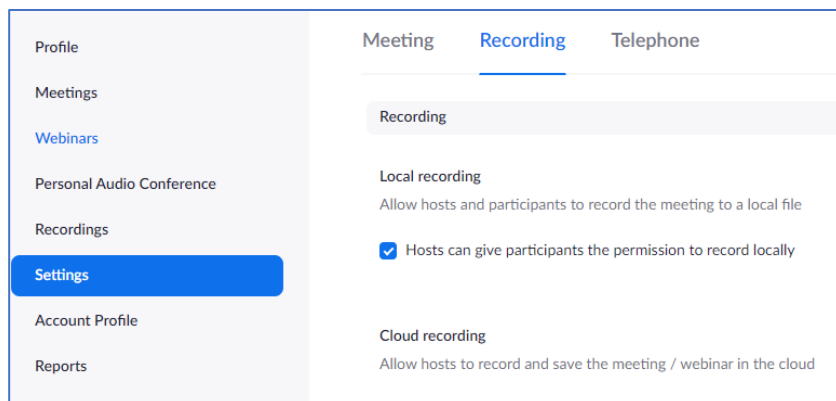 Profile
Meetings
Webinars
Personal Audio Conference
Recordings
Settings
Account Profile
Reports
Meeting Recording Telephone
Recording
Local recording
Allow hosts and participants to record the meeting to a local file
Hosts can give participants the permission to record locally
Cloud recording
Allow hosts to record and save the meeting / webinar in the cloud